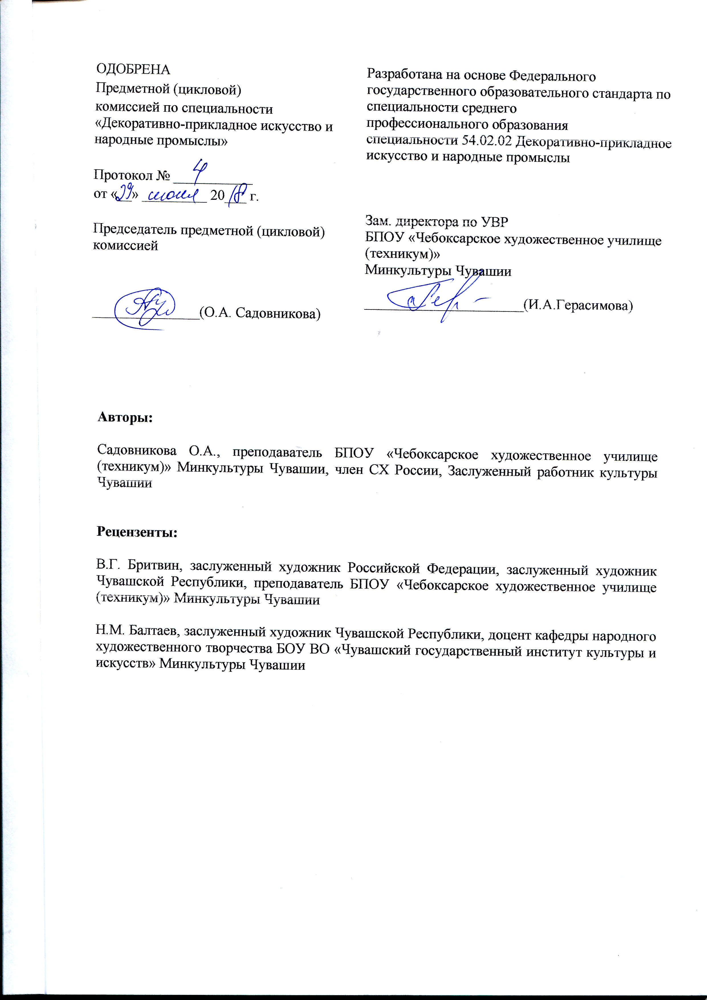 ОДОБРЕНА
Предметной (цикловой)
комиссией по специальности
«Декоративно-прикладное искусство и
народные промыслы»
Протокол № 4
от «29» июня 2018 г.
Председатель предметной (цикловой)
комиссией
(О.А. Садовникова)
Разработана на основе Федерального
государственного образовательного стандарта по
специальности среднего
профессионального образования
специальности 54.02.02 Декоративно-прикладное
искусство и народные промыслы
Зам. директора по УВР
БПОУ «Чебоксарское художественное училище
(техникум)»
Минкультуры Чувашии
(И.А.Герасимова)
Авторы:
Садовникова О.А., преподаватель БПОУ «Чебоксарское художественное училище
(техникум)» Минкультуры Чувашии, член СХ России, Заслуженный работник культуры
Чувашии
Рецензенты:
В.Г. Бритвин, заслуженный художник Российской Федерации, заслуженный художник
Чувашской Республики, преподаватель БПОУ «Чебоксарское художественное училище
(техникум)» Минкультуры Чувашии
Н.М. Балтаев, заслуженный художник Чувашской Республики, доцент кафедры народного
художественного творчества БОУ ВО «Чувашский государственный институт культуры и
искусств» Минкультуры Чувашии